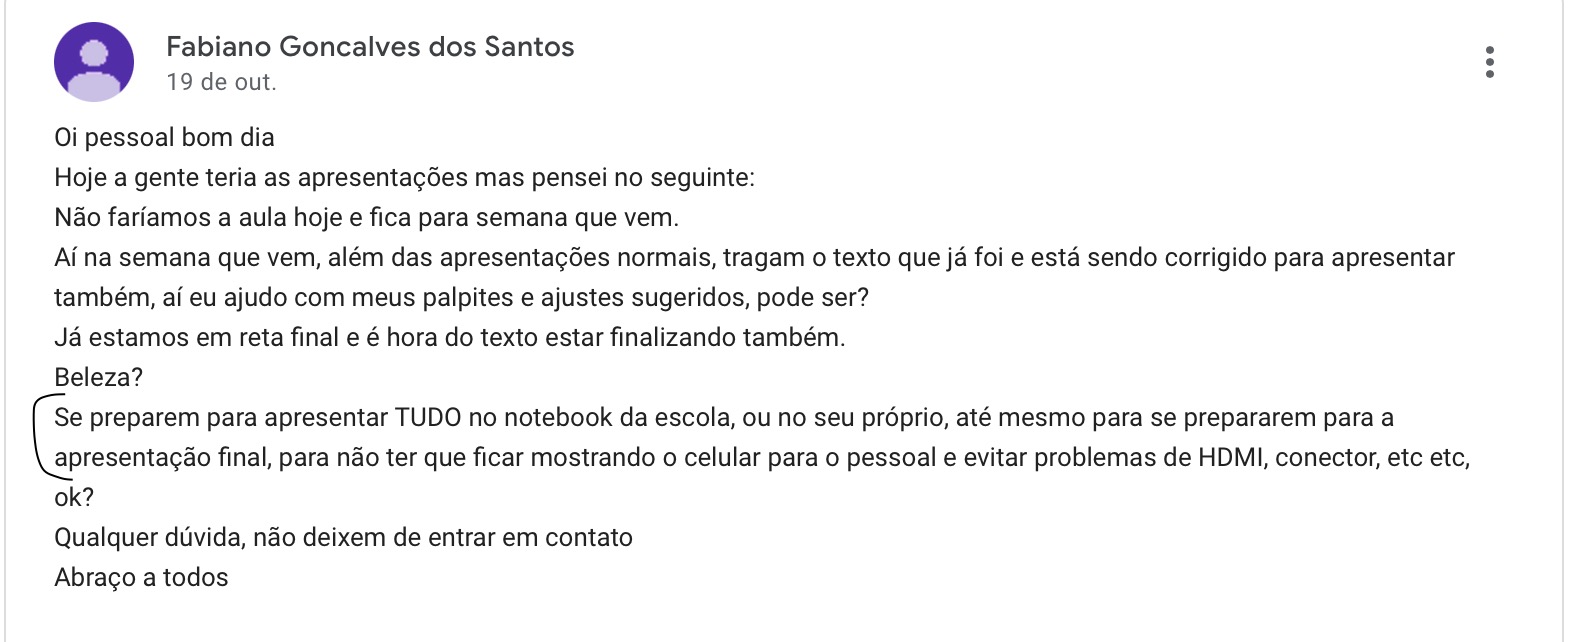 Fabiano Goncalves dos Santos
19 de out.
Oi pessoal bom dia
Hoje a gente teria as apresentações mas pensei no seguinte:
Não faríamos a aula hoje e fica para semana que vem.
Aí na semana que vem, além das apresentações normais, tragam o texto que já foi e está sendo corrigido para apresentar
também, aí eu ajudo com meus palpites e ajustes sugeridos, pode ser?
Já estamos em reta final e é hora do texto estar finalizando também.
Beleza?
Se preparem para apresentar TUDO no notebook da escola, ou no seu próprio, até mesmo para se prepararem para a
apresentação final, para não ter que ficar mostrando o celular para o pessoal e evitar problemas de HDMI, conector, etc etc,
ok?
Qualquer dúvida, não deixem de entrar em contato
Abraço a todos